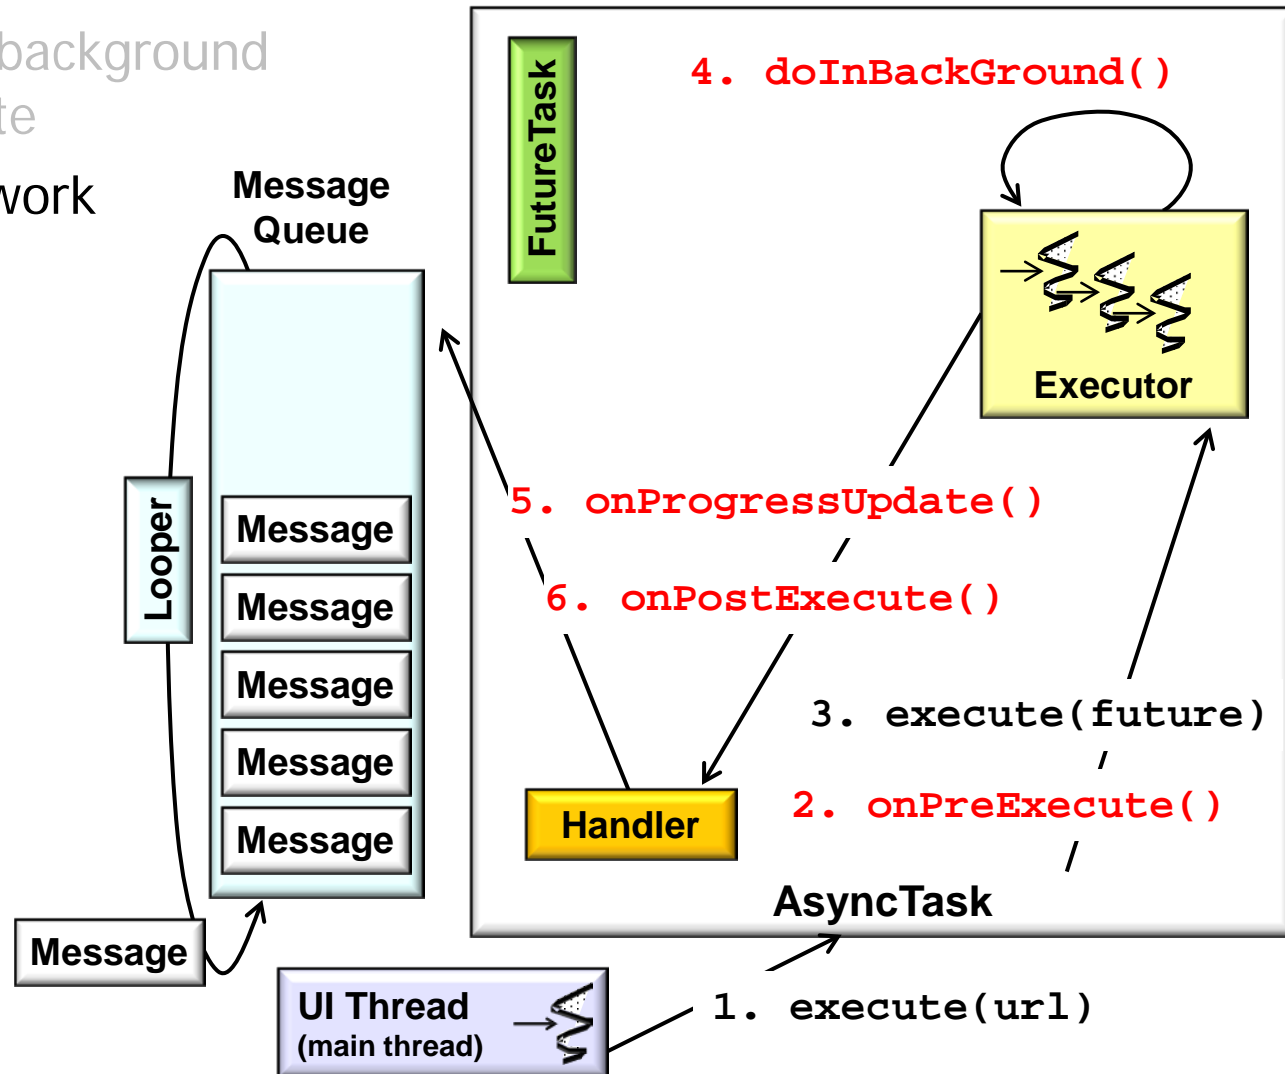 background
te
work
Message
Queue
FutureTask
4. doInBackGround()
Executor
Looper
Message
Message
Message
Message
Message
Message
5. onProgressUpdate()
6. onPostExecute()
3. execute(future)
2. onPreExecute()
Handler
AsyncTask
UI Thread
(main thread)
1. execute(url)